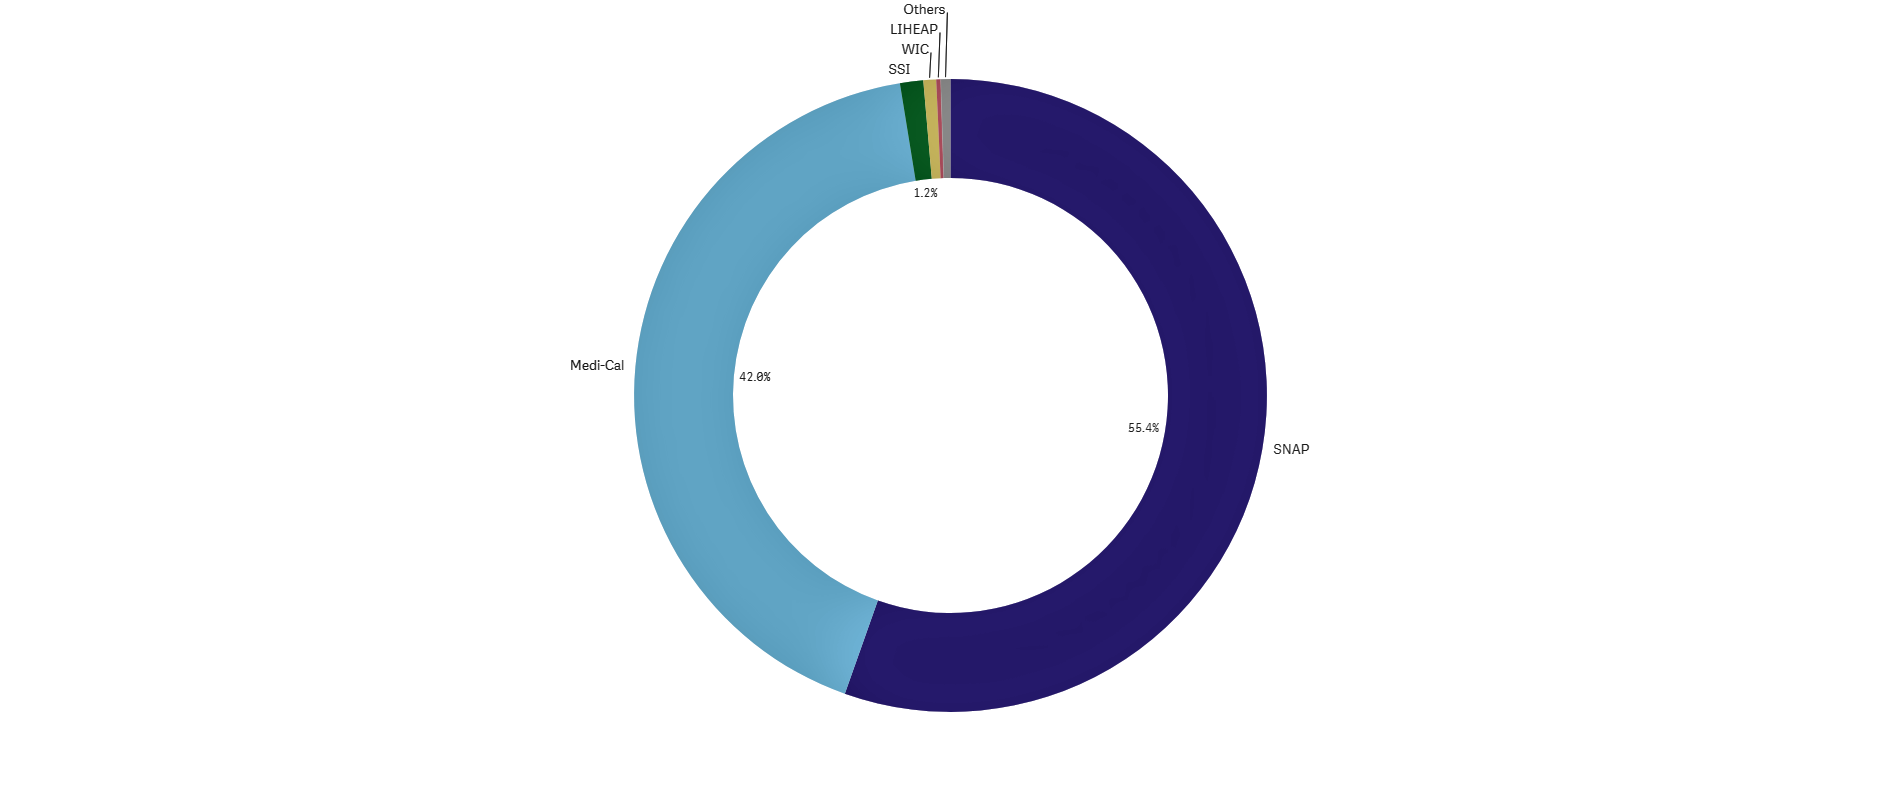 Others
LIHEAP
WIC
SSI
1.2%
Medi-Cal
42.0%
55.4%
SNAP